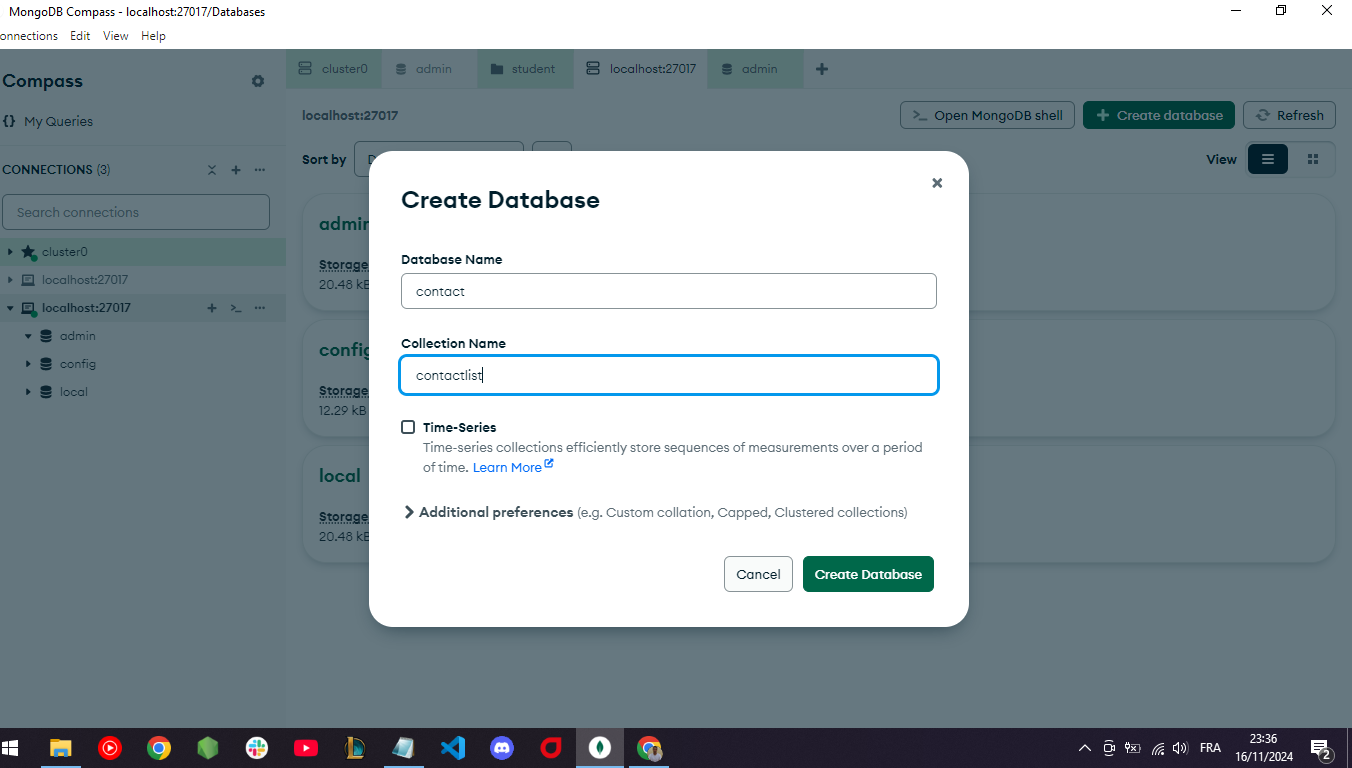 MongoDB Compass - localhost:27017/Databases
onnections Edit View Help
Compass
cluster0 admin student localhost:27017 admin
{} My Queries
localhost:27017
>_ Open MongoDB shell + Create database Refresh
CONNECTIONS (3)
Sort by D
View
Search connections
cluster0
localhost:27017
localhost:27017
admin
config
local
admin
Storage
20.48 kB
config
Storage
12.29 kB
local
Storage
20.48 kB
Create Database
Database Name
contact
Collection Name
contactlist
Time-Series
Time-series collections efficiently store sequences of measurements over a period
of time. Learn More
Additional preferences (e.g. Custom collation, Capped, Clustered collections)
Cancel Create Database
FRA
23:36
16/11/2024
2